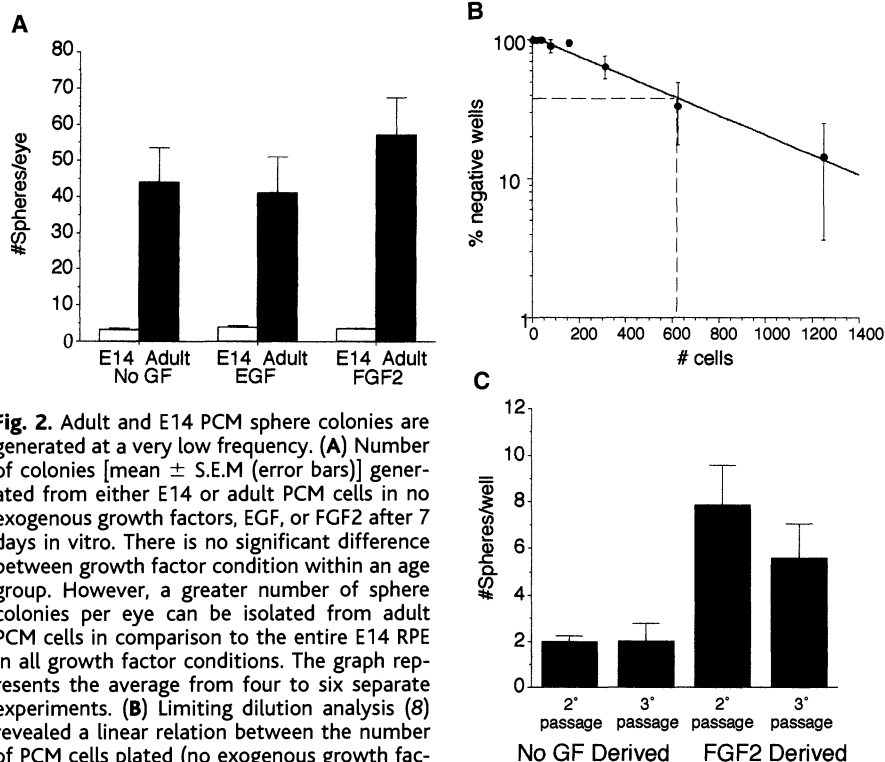 A
80
70
60
50
40
30
20
10
0
#Spheres/eye
E14 Adult E14 Adult E14 Adult
No GF EGF FGF2
B
100
10
1
% negative wells
0 200 400 600 800 1000 1200 1400
# cells
C
12
10
8
6
4
2
0
#Spheres/well
2° 3° 2° 3°
passage passage passage passage
No GF Derived FGF2 Derived
Fig. 2. Adult and E14 PCM sphere colonies are
generated at a very low frequency. (A) Number
of colonies [mean ± S.E.M (error bars)] gener-
ated from either E14 or adult PCM cells in no
exogenous growth factors, EGF, or FGF2 after 7
days in vitro. There is no significant difference
between growth factor condition within an age
group. However, a greater number of sphere
colonies per eye can be isolated from adult
PCM cells in comparison to the entire E14 RPE
in all growth factor conditions. The graph rep-
resents the average from four to six separate
experiments. (B) Limiting dilution analysis (8)
revealed a linear relation between the number
of PCM cells plated (no exogenous growth fac-